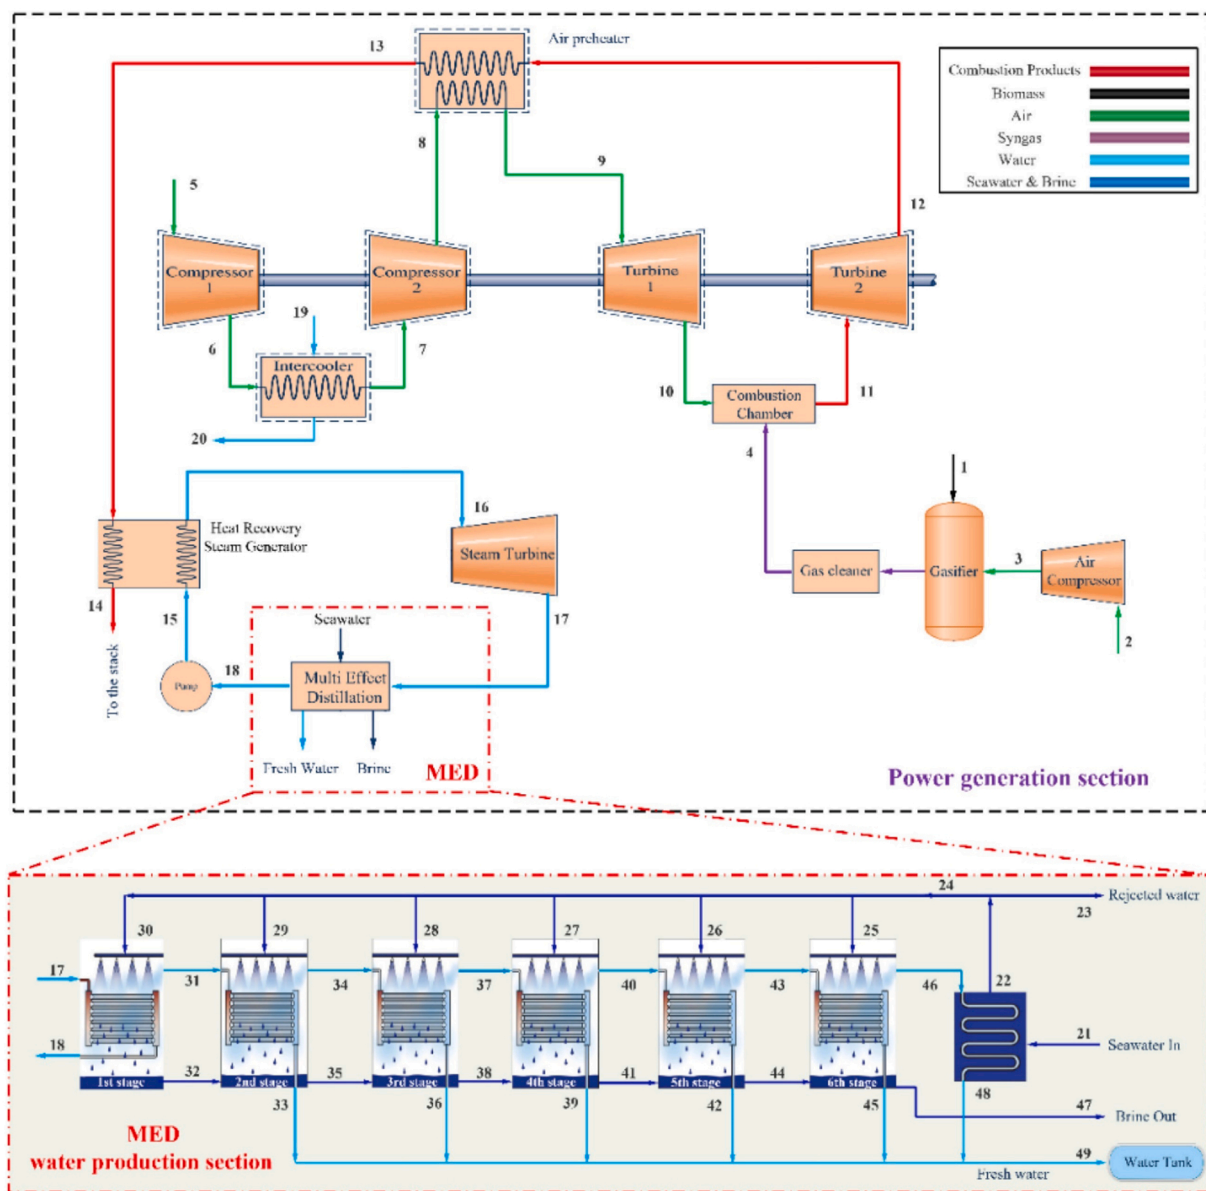 13
Air preheater
Combustion Products
Biomass
Air
Syngas
Water
Seawater & Brine
8
9
5
12
Compressor
1
Compressor
2
Turbine
1
Turbine
2
19
6
7
Intercooler
10
Combustion
Chamber
11
20
4
1
16
Heat Recovery
Steam Generator
Steam Turbine
Gas cleaner
Gasifier
3
Air
Compressor
14
15
17
2
Seawater
To the stack
Pump
18
Multi Effect
Distillation
Fresh Water
Brine
MED
Power generation section
24
Rejected water
23
30
29
28
27
26
25
17
31
34
37
40
43
46
22
18
21
Seawater In
1st stage
32
2nd stage
35
3rd stage
38
4th stage
41
5th stage
44
6th stage
48
33
36
39
42
45
47
Brine Out
MED
water production section
49
Water Tank
Fresh water